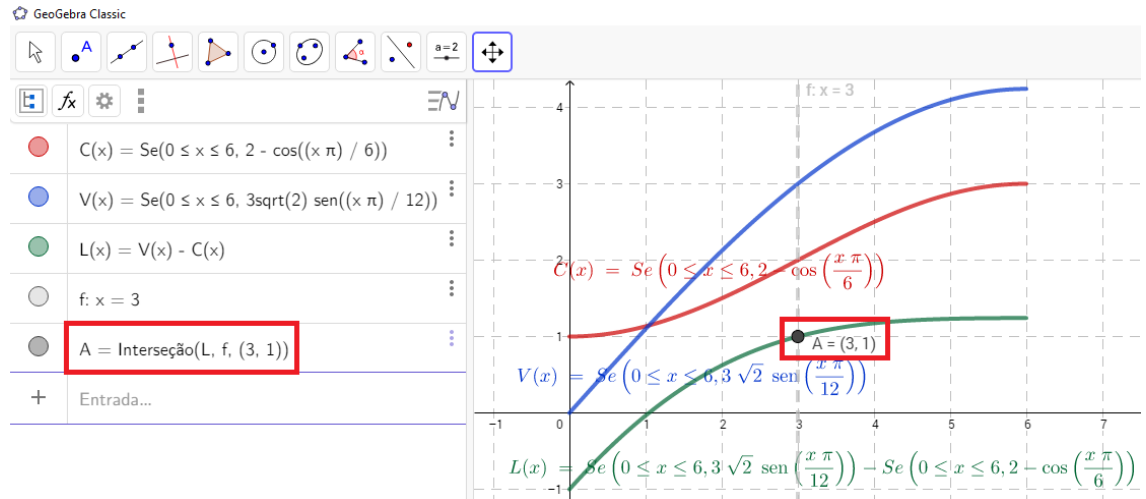 GeoGebra Classic
A
a=2
fx
C(x) = Se(0 ≤ x ≤ 6, 2 - cos((x π) / 6))
V(x) = Se(0 ≤ x ≤ 6, 3sqrt(2) sen((x π) / 12))
L(x) = V(x) - C(x)
f: x = 3
A = Interseção(L, f, (3, 1))
+ Entrada...
f: x = 3
4
3
2
C(x) = Se(0 ≤ x ≤ 6, 2 − cos(x π / 6))
1
A = (3, 1)
V(x) = Se(0 ≤ x ≤ 6, 3 √2 sen(x π / 12))
−1 0 1 2 3 4 5 6 7
L(x) = Se(0 ≤ x ≤ 6, 3 √2 sen(x π / 12)) − Se(0 ≤ x ≤ 6, 2 − cos(x π / 6))
−1